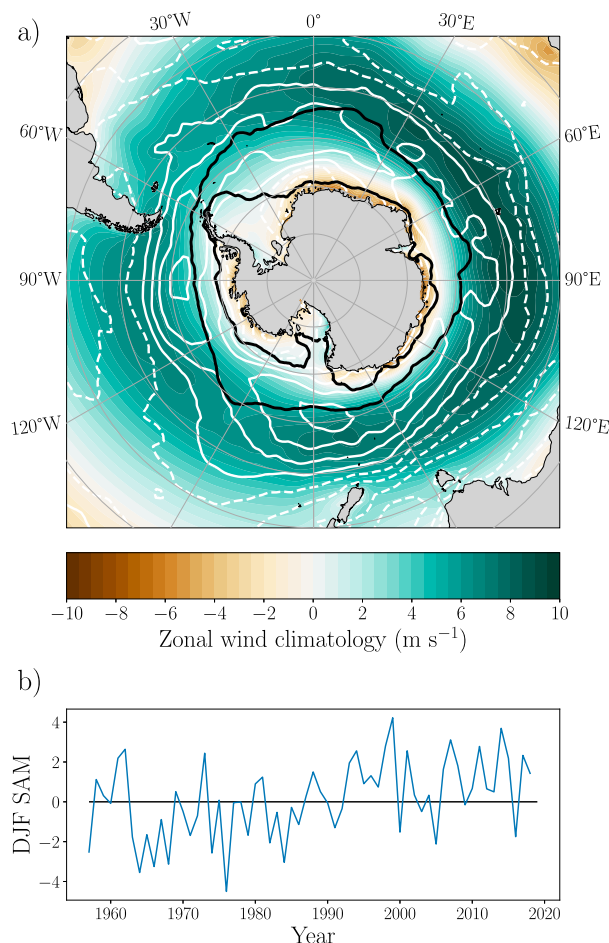 a)
30°W 0° 30°E
60°W 60°E
90°W 90°E
120°W 120°E
−10 −8 −6 −4 −2 0 2 4 6 8 10
Zonal wind climatology (m s⁻¹)
b)
DJF SAM
4
2
0
−2
−4
1960 1970 1980 1990 2000 2010 2020
Year